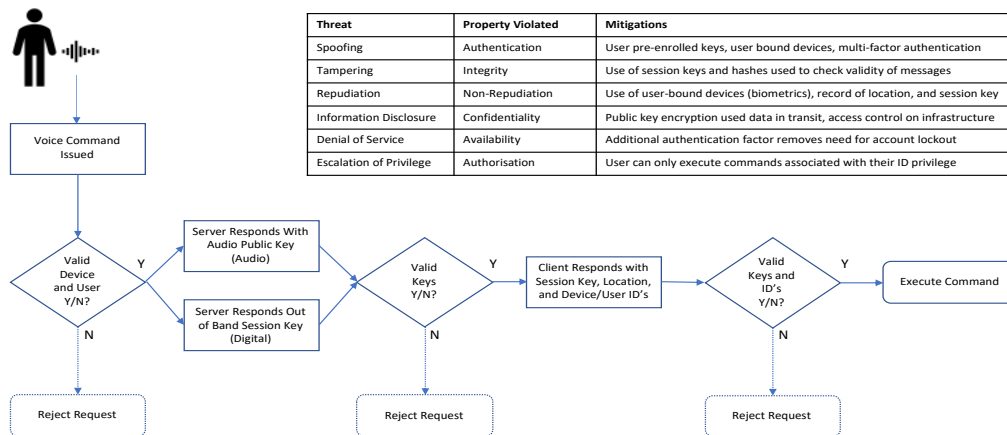 Threat Property Violated Mitigations
Spoofing Authentication User pre-enrolled keys, user bound devices, multi-factor authentication
Tampering Integrity Use of session keys and hashes used to check validity of messages
Repudiation Non-Repudiation Use of user-bound devices (biometrics), record of location, and session key
Information Disclosure Confidentiality Public key encryption used data in transit, access control on infrastructure
Denial of Service Availability Additional authentication factor removes need for account lockout
Escalation of Privilege Authorisation User can only execute commands associated with their ID privilege
Voice Command
Issued
Valid
Device
and User
Y/N?
Y
N
Reject Request
Server Responds With
Audio Public Key
(Audio)
Server Responds Out
of Band Session Key
(Digital)
Valid
Keys
Y/N?
Y
N
Reject Request
Client Responds with
Session Key, Location,
and Device/User ID's
Valid
Keys and
ID's
Y/N?
Y
N
Reject Request
Execute Command